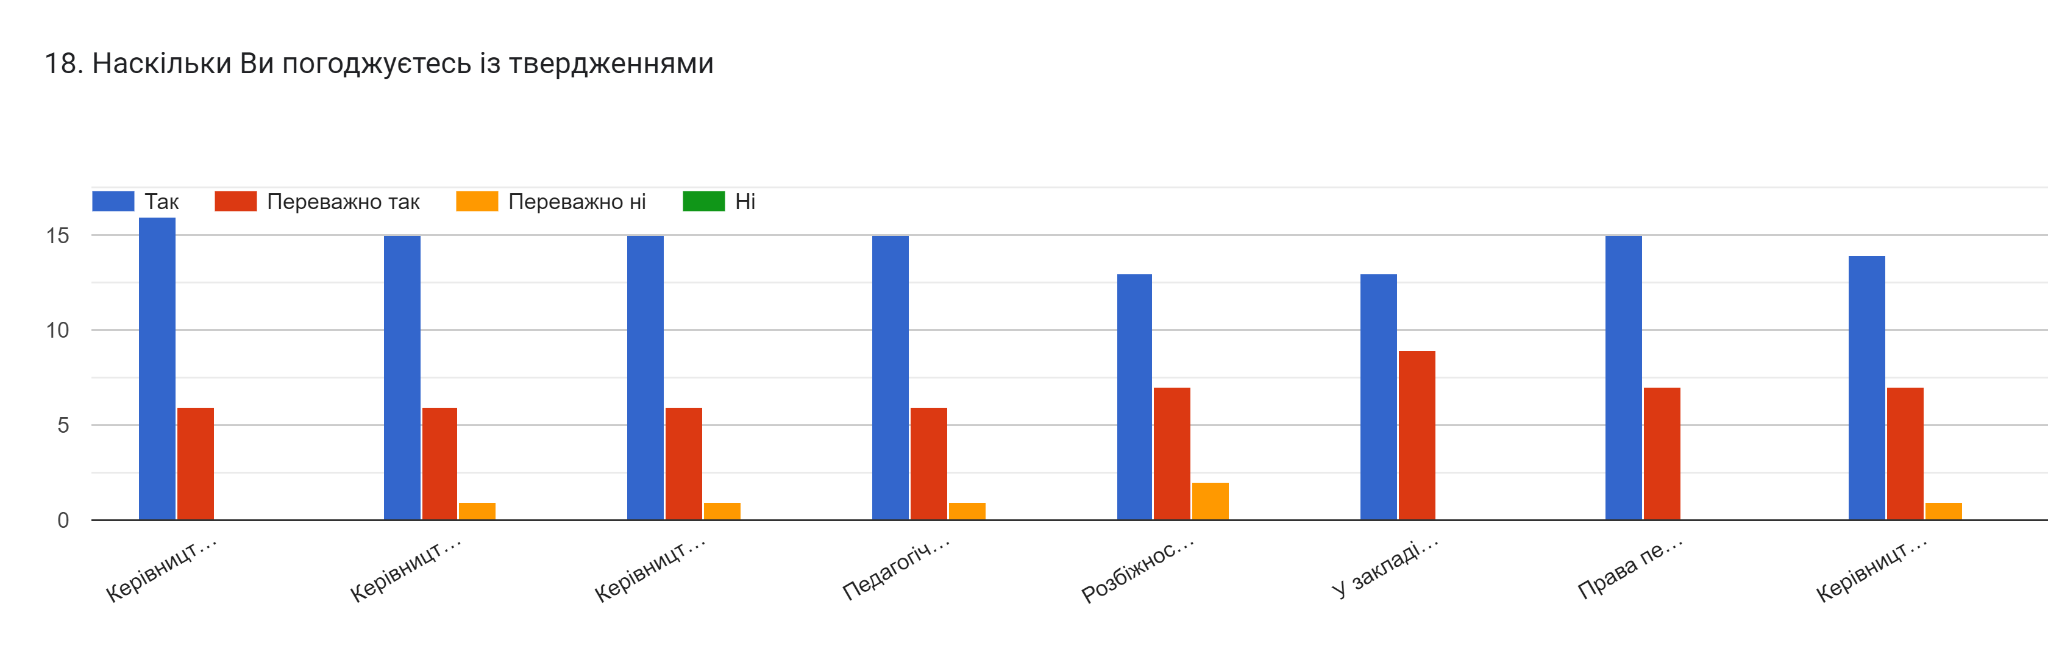 18. Наскільки Ви погоджуєтесь із твердженнями
Так Переважно так Переважно ні Ні
15
10
5
0
Керівницт… Керівницт… Керівницт… Педагогіч… Розбіжнос… У закладі… Права пе… Керівницт…